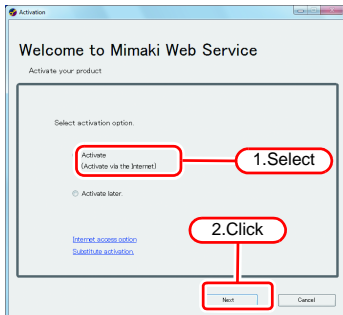 Activation
Welcome to Mimaki Web Service
Activate your product
Select activation option.
Activate
(Activate via the Internet)
1.Select
Activate later.
2.Click
Internet access option
Substitute activation.
Next
Cancel